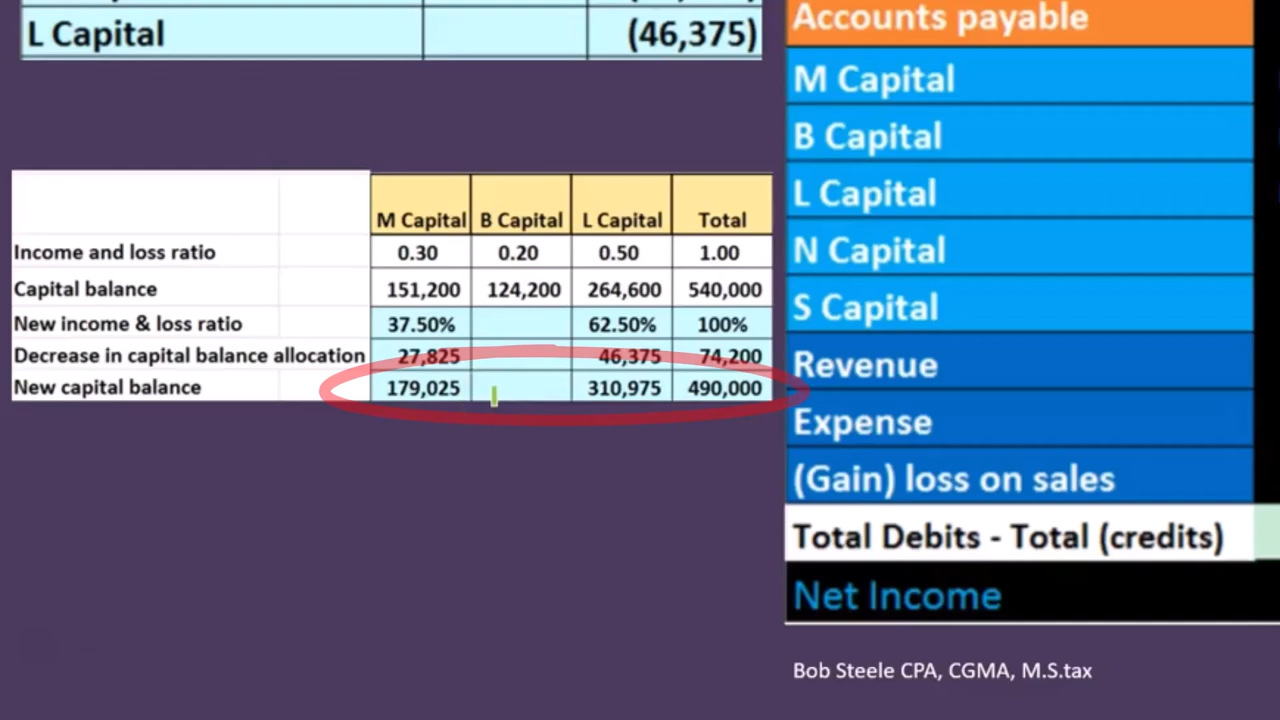 L Capital (46,375)
M Capital B Capital L Capital Total
Income and loss ratio 0.30 0.20 0.50 1.00
Capital balance 151,200 124,200 264,600 540,000
New income & loss ratio 37.50% 62.50% 100%
Decrease in capital balance allocation 27,825 46,375 74,200
New capital balance 179,025 310,975 490,000
Accounts payable
M Capital
B Capital
L Capital
N Capital
S Capital
Revenue
Expense
(Gain) loss on sales
Total Debits - Total (credits)
Net Income
Bob Steele CPA, CGMA, M.S.tax